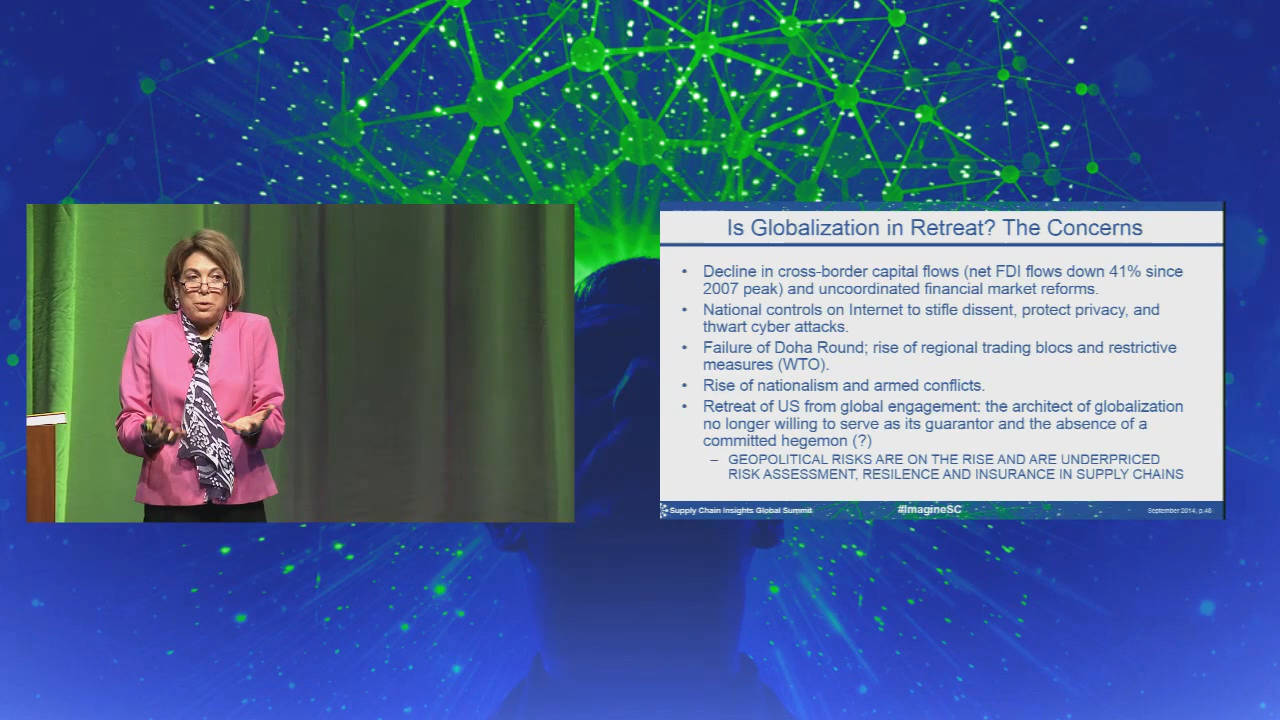 Is Globalization in Retreat? The Concerns
• Decline in cross-border capital flows (net FDI flows down 41% since
2007 peak) and uncoordinated financial market reforms.
• National controls on Internet to stifle dissent, protect privacy, and
thwart cyber attacks.
• Failure of Doha Round; rise of regional trading blocs and restrictive
measures (WTO).
• Rise of nationalism and armed conflicts.
• Retreat of US from global engagement: the architect of globalization
no longer willing to serve as its guarantor and the absence of a
committed hegemon (?)
– GEOPOLITICAL RISKS ARE ON THE RISE AND ARE UNDERPRICED
RISK ASSESSMENT, RESILENCE AND INSURANCE IN SUPPLY CHAINS
Supply Chain Insights Global Summit
#ImagineSC
September 2014, p.48